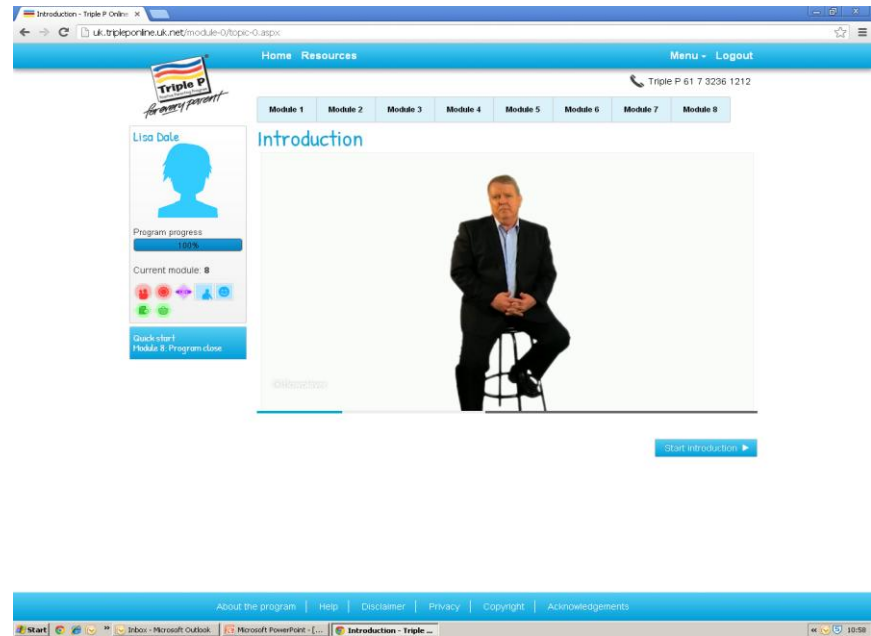 Introduction - Triple P Online
uk.tripleponline.uk.net/module-0/topic-0.aspx
Home Resources Menu Logout
Triple P
for every parent
Triple P 61 7 3236 1212
Module 1 Module 2 Module 3 Module 4 Module 5 Module 6 Module 7 Module 8
Lisa Dale
Introduction
Program progress
100%
Current module: 8
Quick start
Module 8: Program close
Start introduction
About the program | Help | Disclaimer | Privacy | Copyright | Acknowledgements
Start Inbox - Microsoft Outlook Microsoft PowerPoint - [... Introduction - Triple ... 10:58